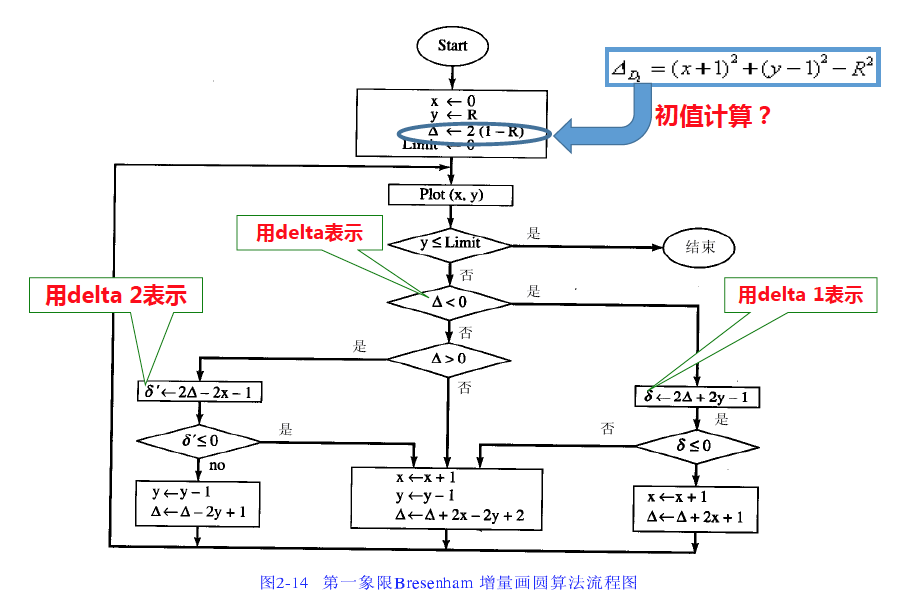 Start
Δ_{D_i} = (x+1)² + (y−1)² − R²
初值计算？
x ← 0
y ← R
Δ ← 2 (1 − R)
Limit ← 0
Plot (x, y)
用delta表示
y ≤ Limit
是
结束
否
用delta 2表示
Δ < 0
是
用delta 1表示
否
是
Δ > 0
否
δ′ ← 2Δ − 2x − 1
δ ← 2Δ + 2y − 1
是
δ′ ≤ 0
是
否
δ ≤ 0
no
y ← y − 1
Δ ← Δ − 2y + 1
x ← x + 1
y ← y − 1
Δ ← Δ + 2x − 2y + 2
x ← x + 1
Δ ← Δ + 2x + 1
图2-14 第一象限Bresenham 增量画圆算法流程图